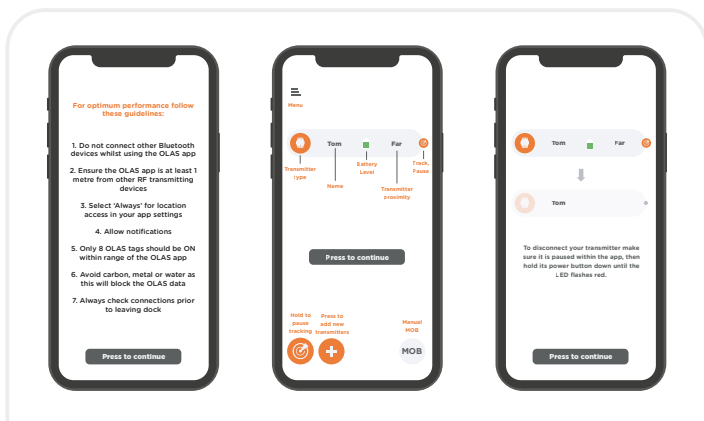 For optimum performance follow
these guidelines:
1. Do not connect other Bluetooth
devices whilst using the OLAS app
2. Ensure the OLAS app is at least 1
metre from other RF transmitting
devices
3. Select 'Always' for location
access in your app settings
4. Allow notifications
5. Only 8 OLAS tags should be ON
within range of the OLAS app
6. Avoid carbon, metal or water as
this will block the OLAS data
7. Always check connections prior
to leaving dock
Press to continue
Menu
Tom
Far
Transmitter
type
Name
Battery
Level
Transmitter
proximity
Track,
Pause
Press to continue
Hold to
pause
tracking
Press to
add new
transmitters
Manual
MOB
MOB
Tom
Far
Tom
To disconnect your transmitter make
sure it is paused within the app, then
hold its power button down until the
LED flashes red.
Press to continue